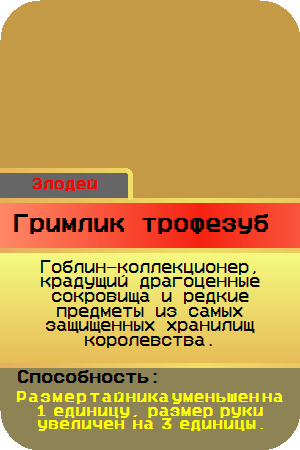 Злодей
Гримлик трофезуб
Гоблин-коллекционер,
крадущий драгоценные
сокровища и редкие
предметы из самых
защищенных хранилищ
королевства.
Способность:
Размер тайника уменьшен на
1 единицу, размер руки
увеличен на 3 единицы.